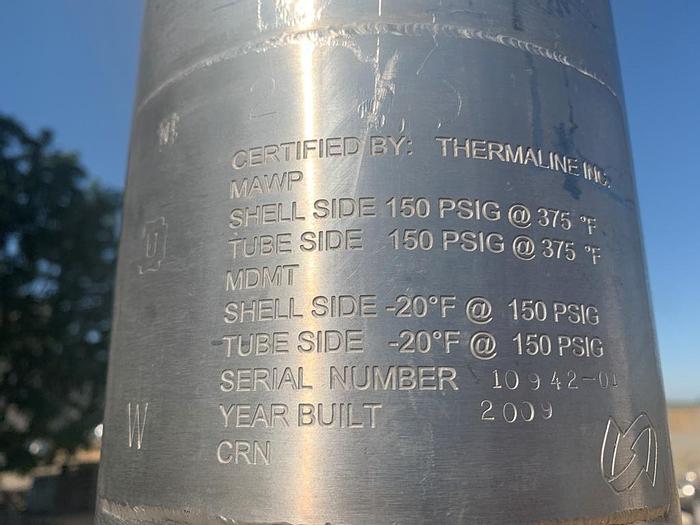 CERTIFIED BY: THERMALINE INC.
MAWP
SHELL SIDE 150 PSIG @ 375 °F
TUBE SIDE 150 PSIG @ 375 °F
MDMT
SHELL SIDE -20°F @ 150 PSIG
TUBE SIDE -20°F @ 150 PSIG
SERIAL NUMBER 10942-01
W YEAR BUILT 2009
CRN
U